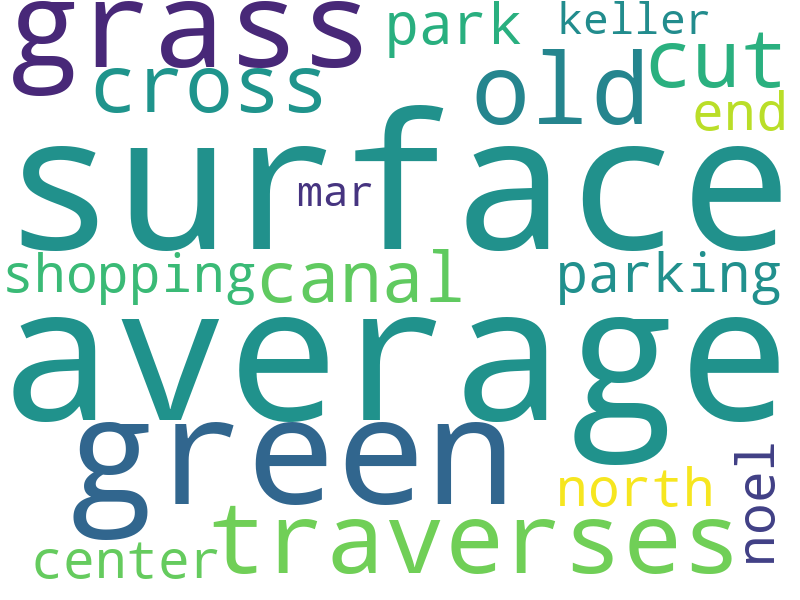 grass
park
keller
cross
old
cut
end
surface
mar
shopping
canal
parking
average
green
north
noel
traverses
center